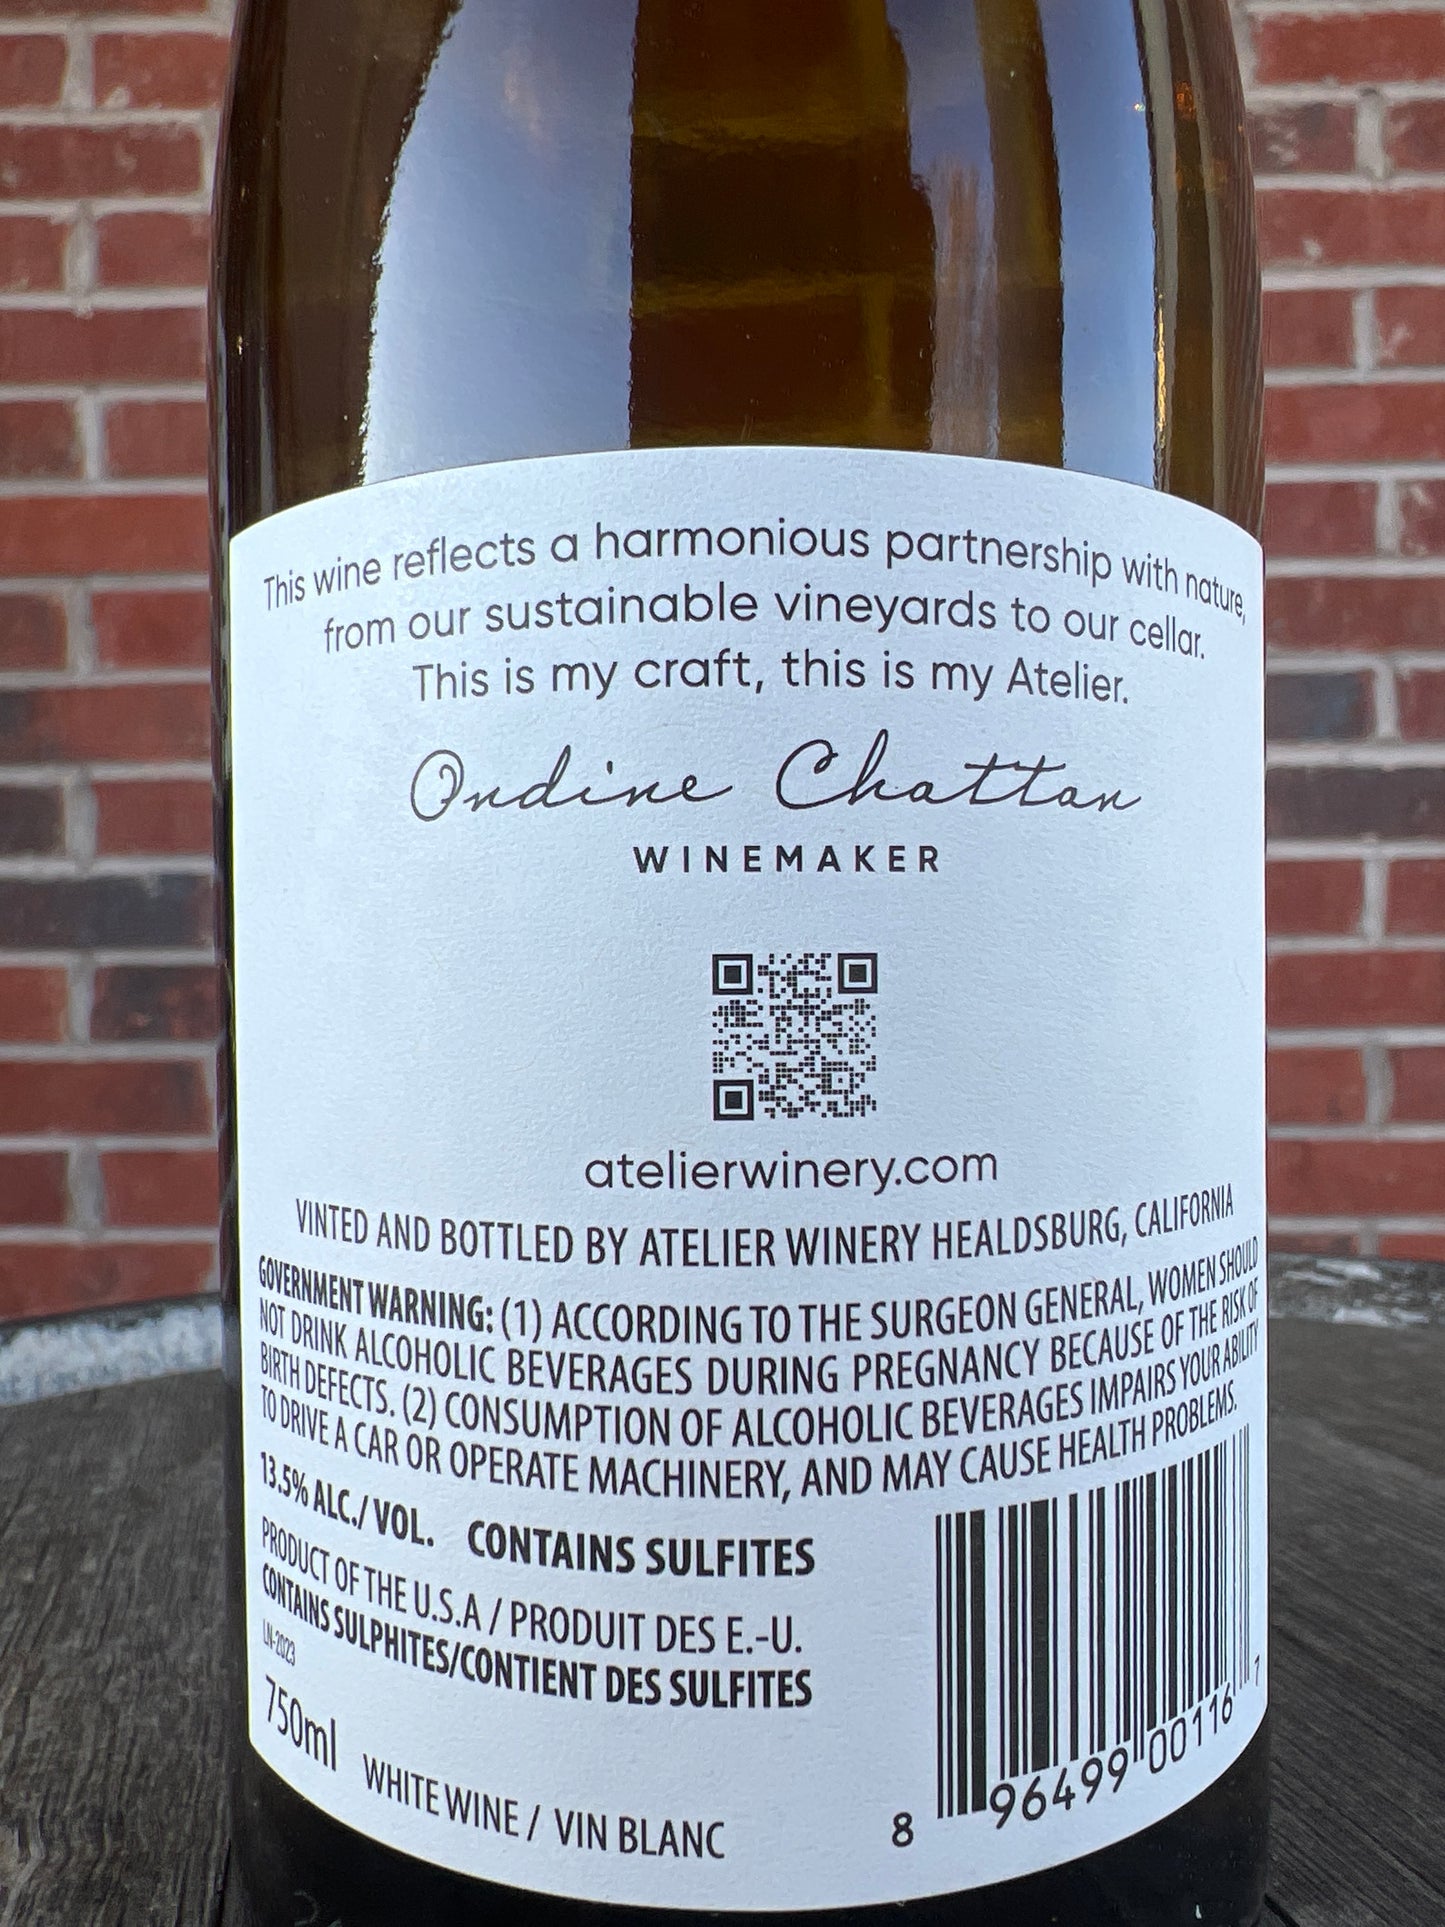 This wine reflects a harmonious partnership with nature,
from our sustainable vineyards to our cellar.
This is my craft, this is my Atelier.
Ondine Chattan
WINEMAKER
atelierwinery.com
VINTED AND BOTTLED BY ATELIER WINERY HEALDSBURG, CALIFORNIA
GOVERNMENT WARNING: (1) ACCORDING TO THE SURGEON GENERAL, WOMEN SHOULD
NOT DRINK ALCOHOLIC BEVERAGES DURING PREGNANCY BECAUSE OF THE RISK OF
BIRTH DEFECTS. (2) CONSUMPTION OF ALCOHOLIC BEVERAGES IMPAIRS YOUR ABILITY
TO DRIVE A CAR OR OPERATE MACHINERY, AND MAY CAUSE HEALTH PROBLEMS.
13.5% ALC./ VOL. CONTAINS SULFITES
PRODUCT OF THE U.S.A / PRODUIT DES E.-U.
CONTAINS SULPHITES/CONTIENT DES SULFITES
LN-2023
750ml WHITE WINE / VIN BLANC
8 96499 00116 7